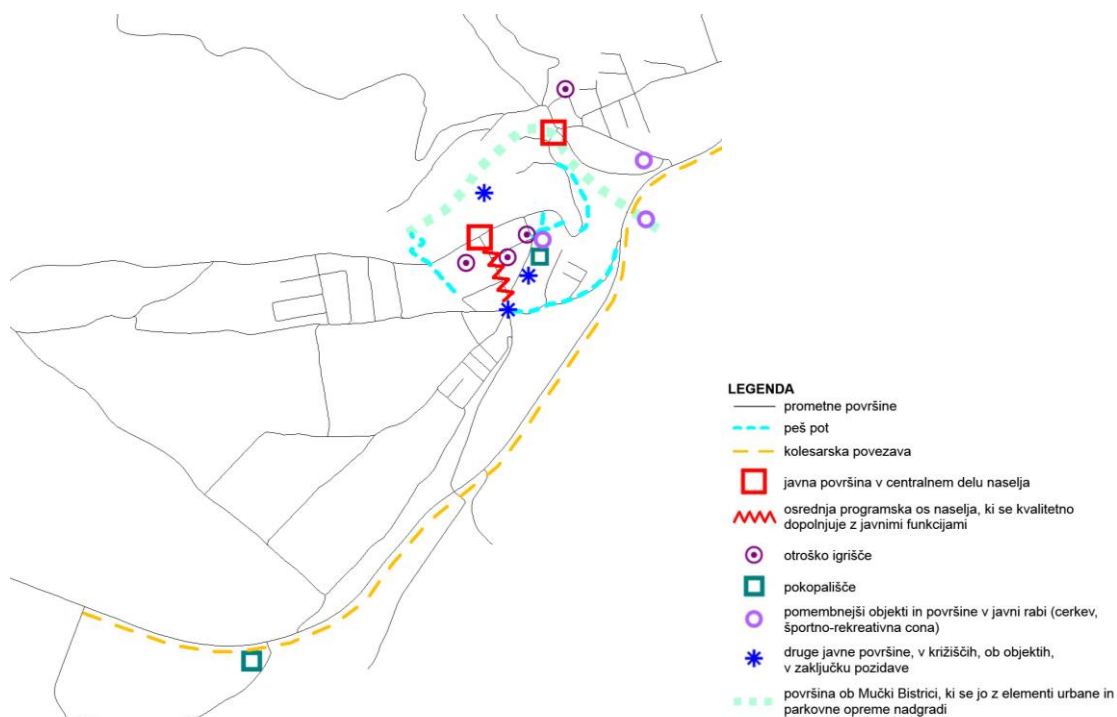 LEGENDA
prometne površine
peš pot
kolesarska povezava
javna površina v centralnem delu naselja
osrednja programska os naselja, ki se kvalitetno
dopolnjuje z javnimi funkcijami
otroško igrišče
pokopališče
pomembnejši objekti in površine v javni rabi (cerkev,
športno-rekreativna cona)
druge javne površine, v križiščih, ob objektih,
v zaključku pozidave
površina ob Mučki Bistrici, ki se jo z elementi urbane in
parkovne opreme nadgradi